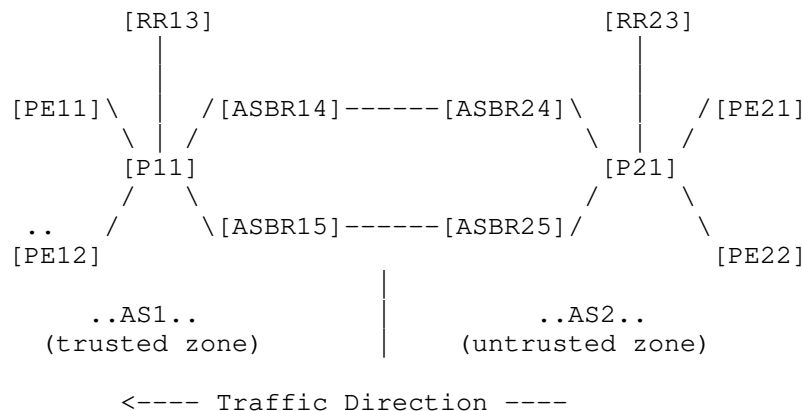 [RR13] [RR23]
[PE11] [ASBR14] [ASBR24] [PE21]
[P11] [P21]
.. [ASBR15] [ASBR25]
[PE12] [PE22]
..AS1.. ..AS2..
(trusted zone) (untrusted zone)
<---- Traffic Direction ----